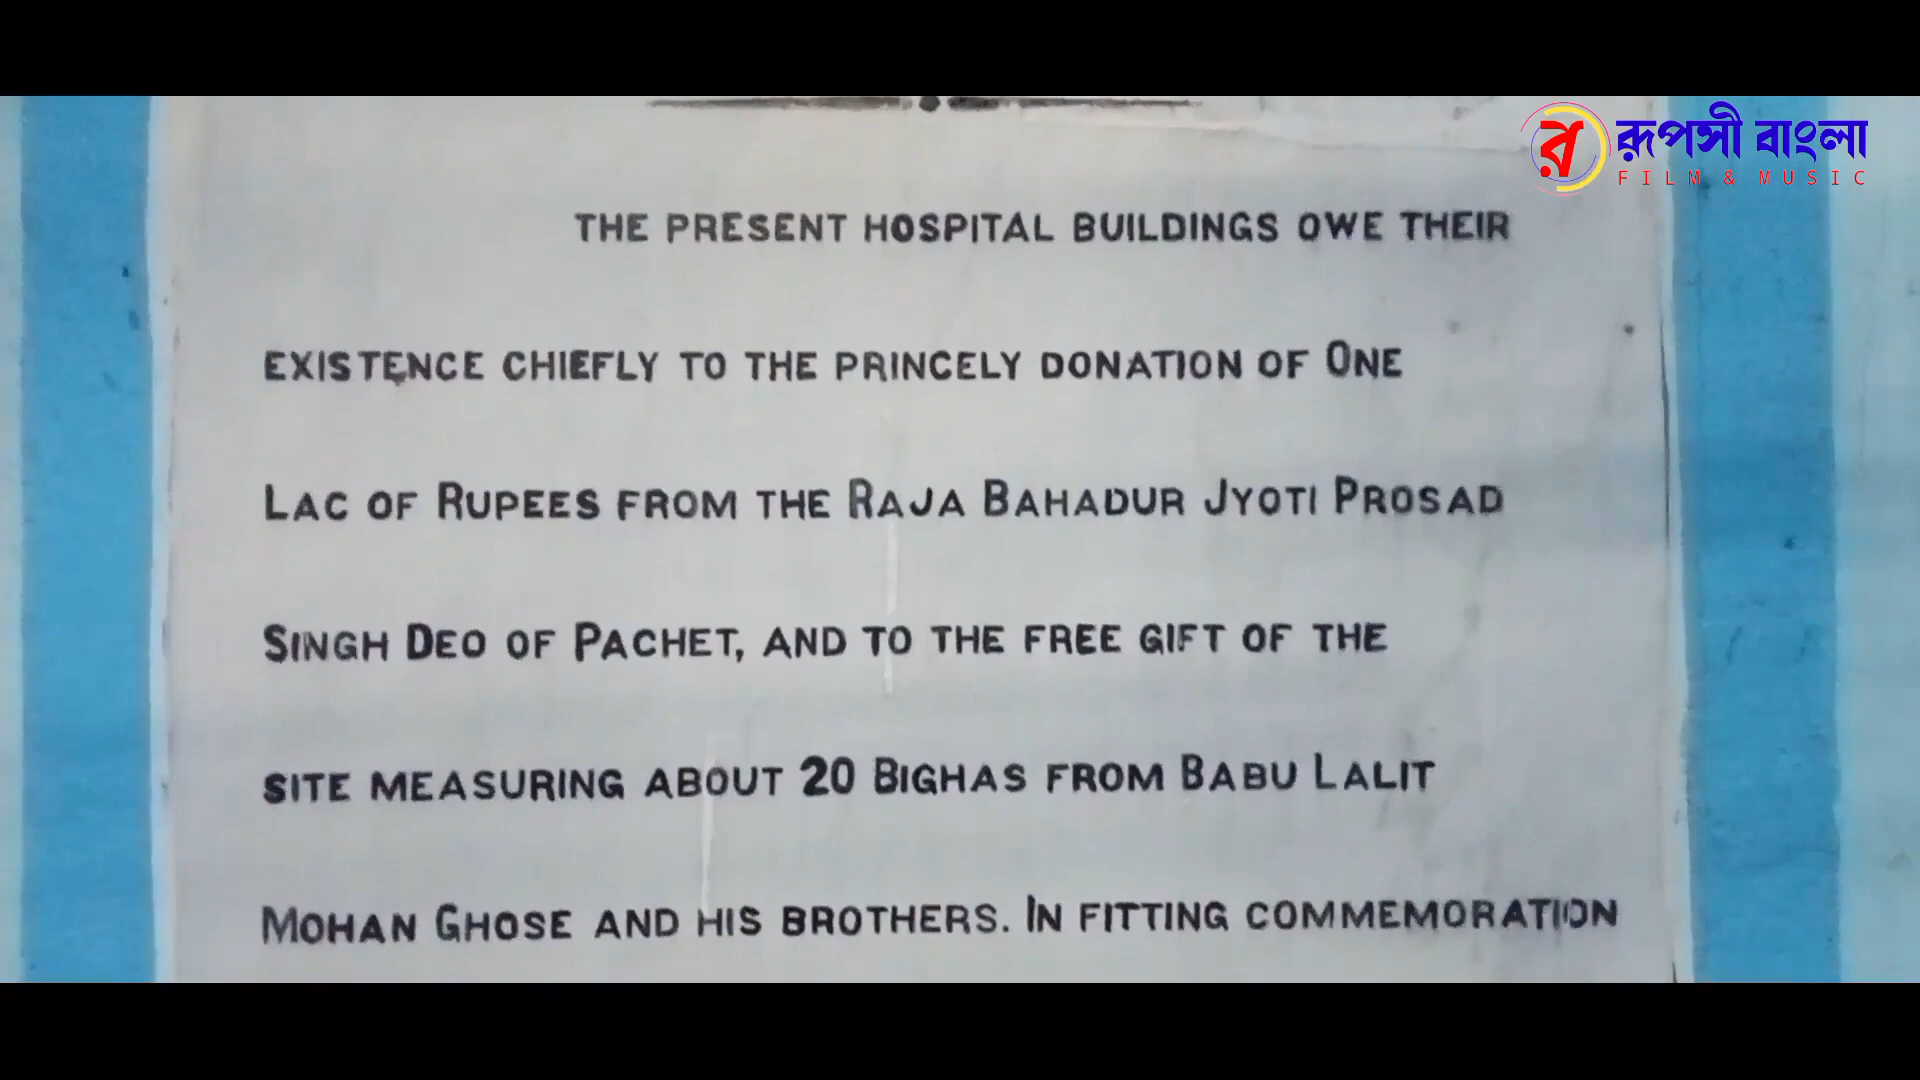 রূপসী বাংলা
FILM & MUSIC
THE PRESENT HOSPITAL BUILDINGS OWE THEIR
EXISTENCE CHIEFLY TO THE PRINCELY DONATION OF ONE
LAC OF RUPEES FROM THE RAJA BAHADUR JYOTI PROSAD
SINGH DEO OF PACHET, AND TO THE FREE GIFT OF THE
SITE MEASURING ABOUT 20 BIGHAS FROM BABU LALIT
MOHAN GHOSE AND HIS BROTHERS. IN FITTING COMMEMORATION